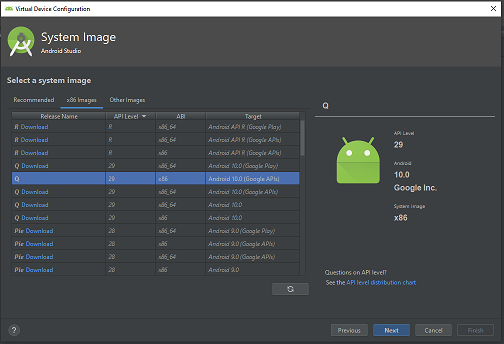 Virtual Device Configuration
System Image
Android Studio
Select a system image
Recommended x86 Images Other Images
Release Name API Level ABI Target
R Download R x86_64 Android API R (Google Play)
R Download R x86_64 Android API R (Google APIs)
R Download R x86 Android API R (Google APIs)
Q Download 29 x86_64 Android 10.0 (Google Play)
Q 29 x86 Android 10.0 (Google APIs)
Q Download 29 x86_64 Android 10.0 (Google APIs)
Q Download 29 x86_64 Android 10.0
Q Download 29 x86 Android 10.0
Pie Download 28 x86_64 Android 9.0 (Google Play)
Pie Download 28 x86 Android 9.0 (Google APIs)
Pie Download 28 x86_64 Android 9.0 (Google APIs)
Pie Download 28 x86 Android 9.0
Q
API Level
29
Android
10.0
Google Inc.
System Image
x86
Questions on API level?
See the API level distribution chart
? Previous Next Cancel Finish